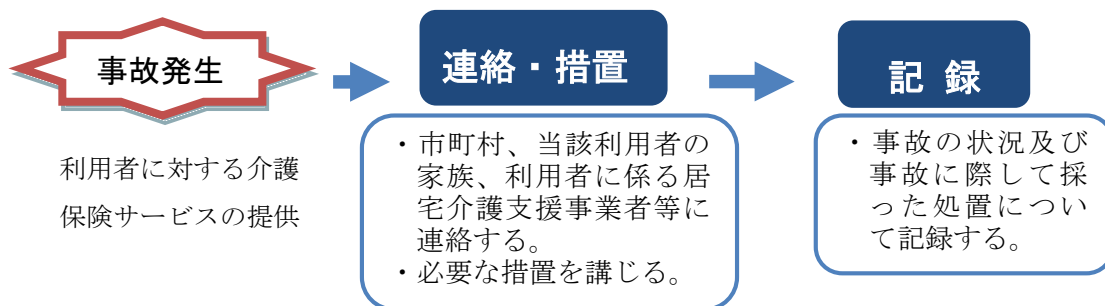 事故発生
利用者に対する介護
保険サービスの提供
連絡・措置
・市町村、当該利用者の
家族、利用者に係る居
宅介護支援事業者等に
連絡する。
・必要な措置を講じる。
記 録
・事故の状況及び
事故に際して採
った処置につい
て記録する。